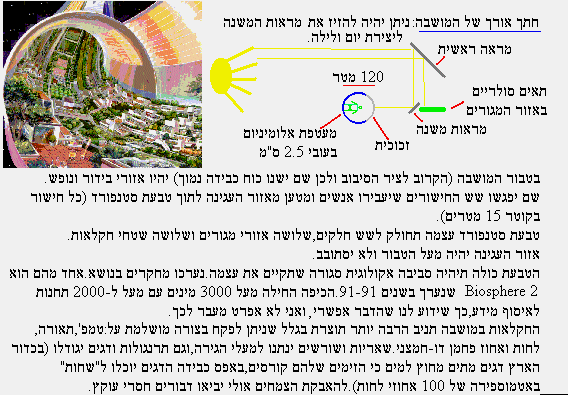 חתך אורך של המושבה:ניתן יהיה להזיז את מראות המשנה
ליצירת יום ולילה.
מראה ראשית
120 מטר
תאים סולריים
באזור המגורים
מראות משנה
זכוכית
מעטפת אלומיניום
בעובי 2.5 ס"מ
בטבור המושבה (הקרוב לציר הסיבוב ולכן שם ישנו כוח כבידה נמוך) יהיו אזורי בידור ונופש.
שם יפגשו שש החישורים שיעבירו אנשים ומטען מאזור העגינה לתוך טבעת סטנפורד (כל חישור
בקוטר 15 מטרים).
טבעת סטנפורד עצמה תחולק לשש חלקים,שלושה אזורי מגורים ושלושה שטחי חקלאות.
אזור העגינה יהיה מעל הטבור ולא יסתובב.
הטבעת כולה תיהיה סביבה אקולוגית סגורה שתקיים את עצמה.נערכו מחקרים בנושא.אחד מהם הוא
Biosphere 2 שנערך בשנים 91-91.הכיפה החילה מעל 3000 מינים עם מעל ל-2000 תחנות
לאיסוף מידע,כך שידוע לנו שהדבר אפשרי,ואני לא אפרט מעבר לכך.
החקלאות במושבה תניב הרבה יותר תוצרת בגלל שניתן לפקח בצורה מושלמת על:טמפ',תאורה,
לחות ואחוז פחמן דו-חמצני.שאריות ושורשים ינתנו למעלי הגירה,וגם תרנגולות ודגים יגודלו (בכדור
הארץ דגים מתים מחוץ למים כי הזימים שלהם קורסים,באפס כבידה הדגים יוכלו ל"שחות"
באטמוספירה של 100 אחוזי לחות).להאבקת הצמחים אולי יביאו דבורים חסרי עוקץ.